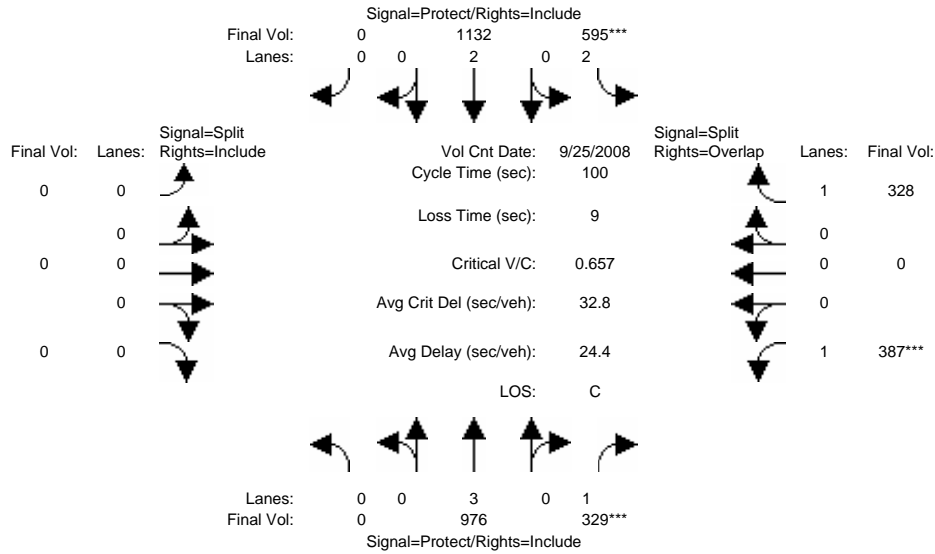 Signal=Protect/Rights=Include
Final Vol: 0 1132 595***
Lanes: 0 0 2 0 2
Signal=Split Signal=Split
Final Vol: Lanes: Rights=Include Vol Cnt Date: 9/25/2008 Rights=Overlap Lanes: Final Vol:
Cycle Time (sec): 100
0 0 1 328
Loss Time (sec): 9
0 0
0 0 Critical V/C: 0.657 0 0
0 Avg Crit Del (sec/veh): 32.8 0
0 0 Avg Delay (sec/veh): 24.4 1 387***
LOS: C
Lanes: 0 0 3 0 1
Final Vol: 0 976 329***
Signal=Protect/Rights=Include